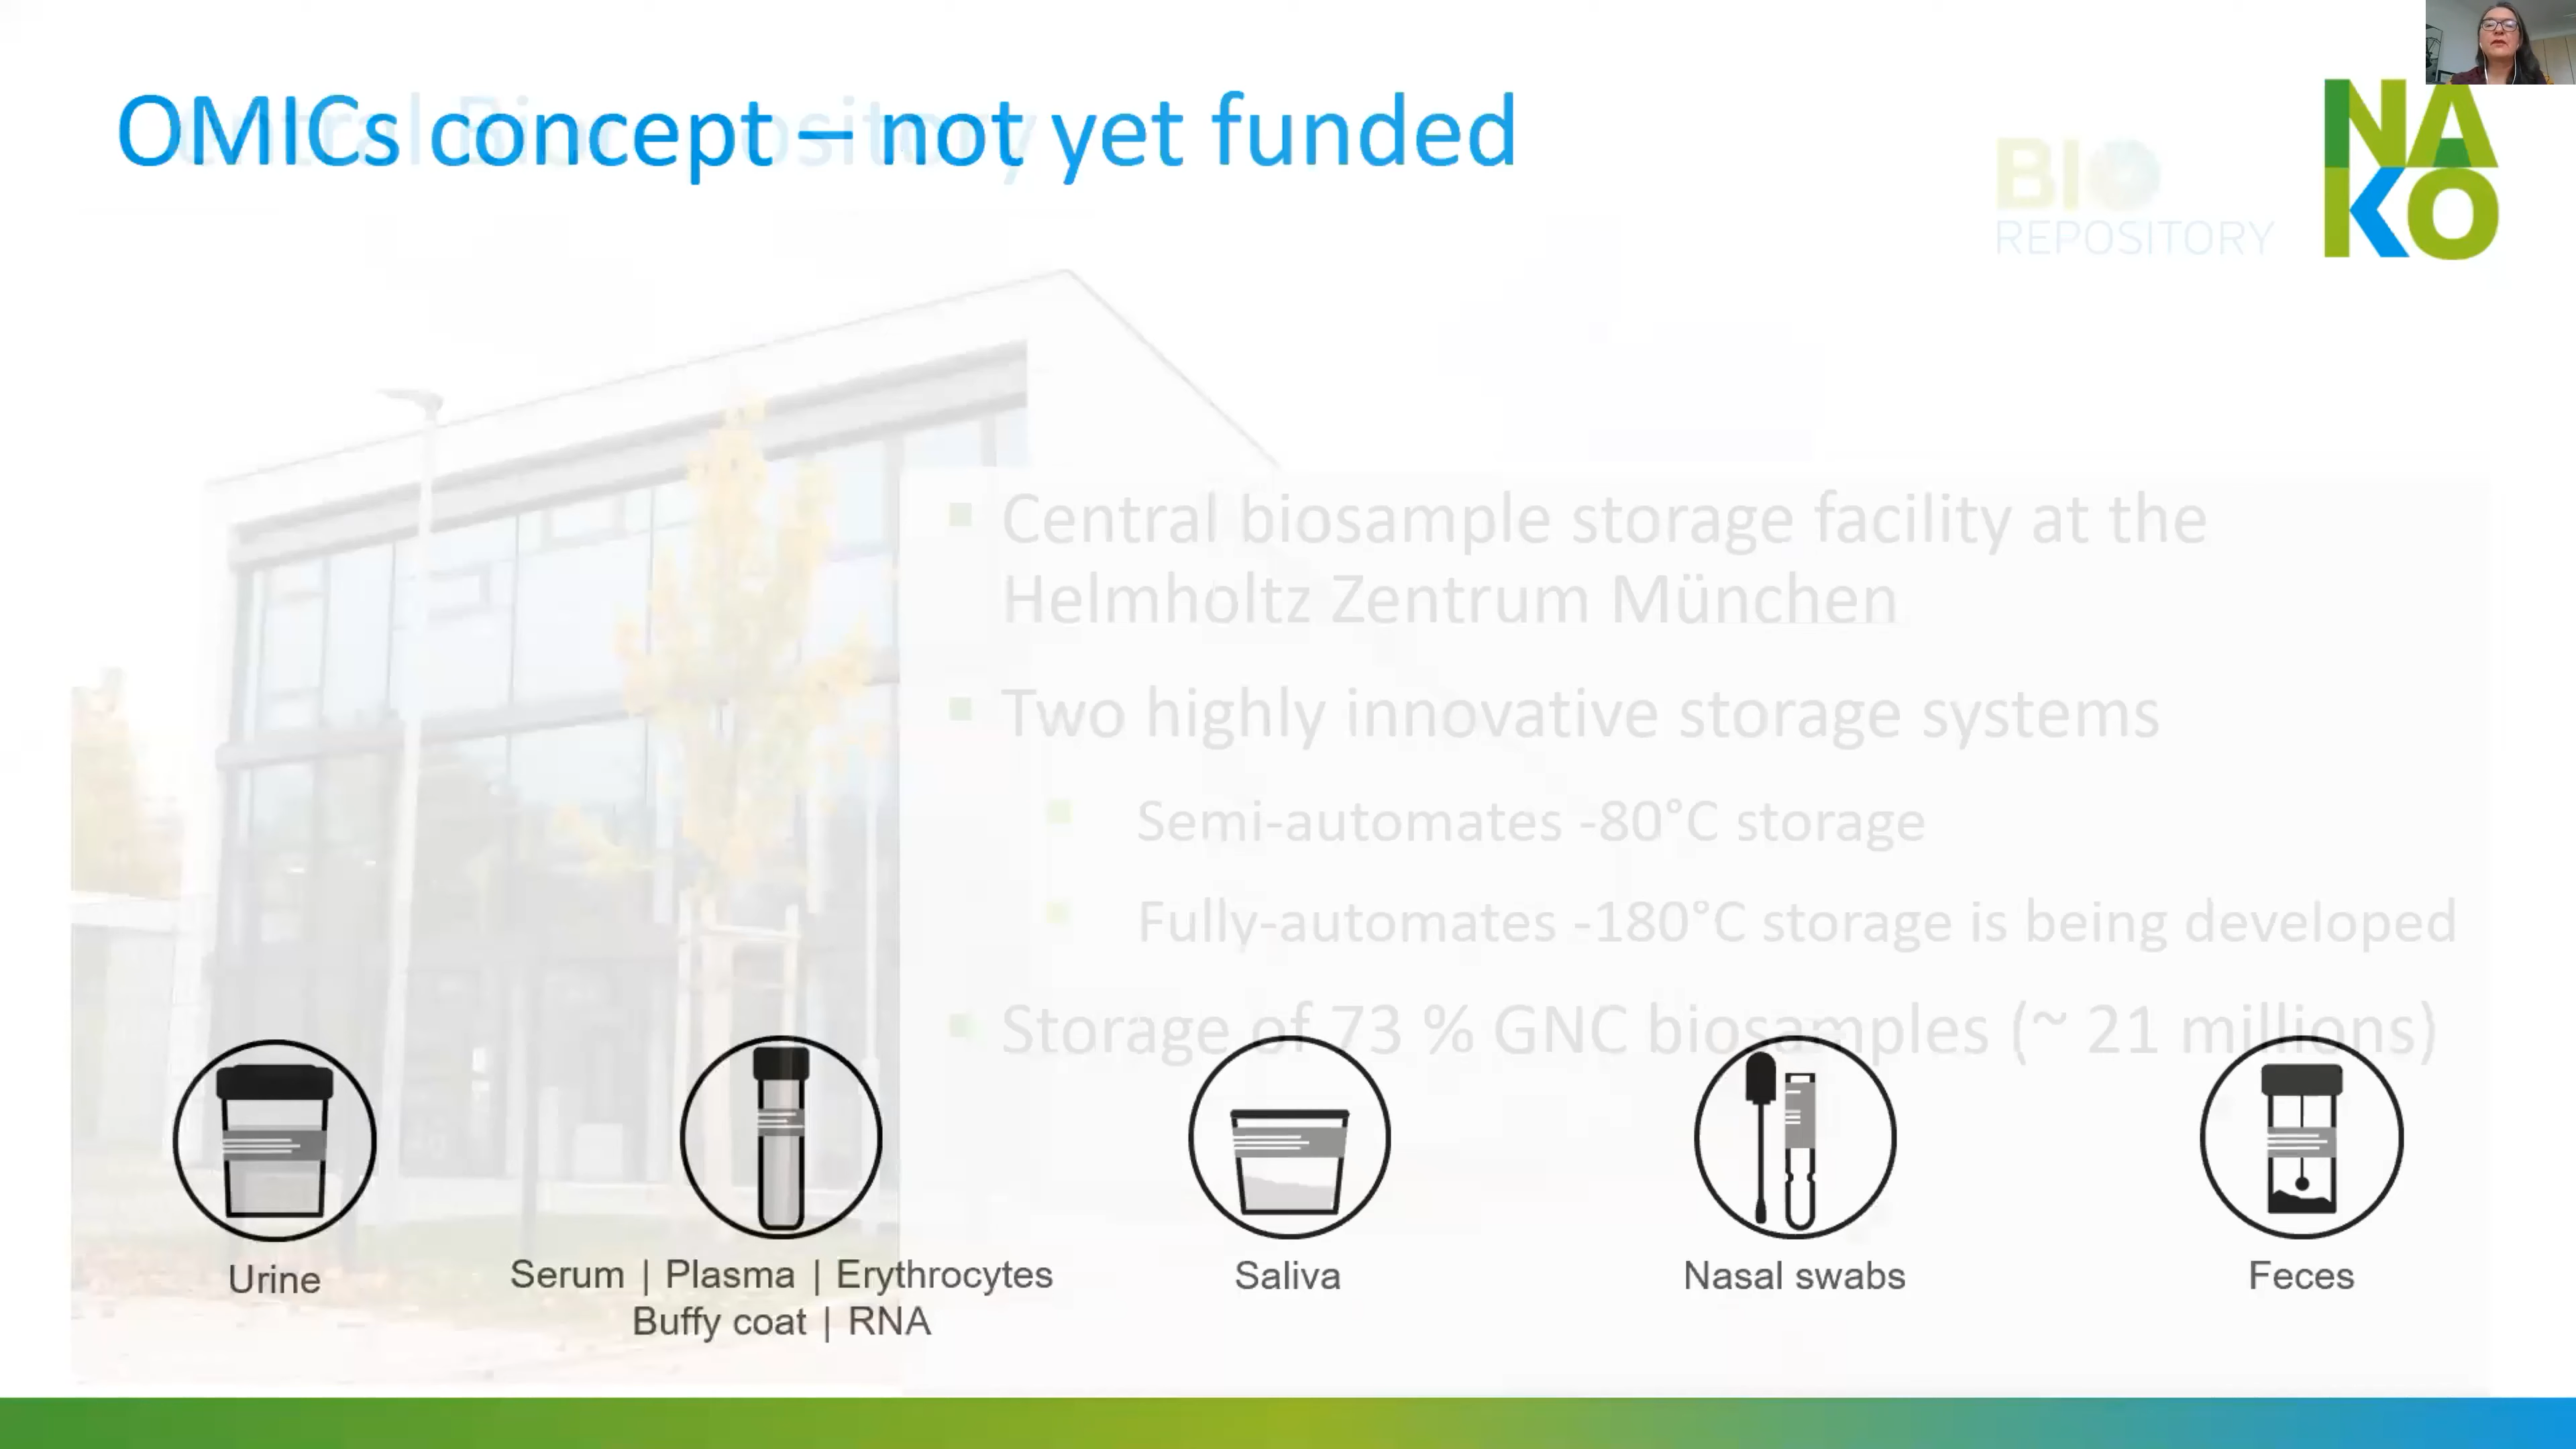 OMICs concept – not yet funded
Central Biorepository
BIO
REPOSITORY
NA
KO
Central biosample storage facility at the
Helmholtz Zentrum München
Two highly innovative storage systems
Semi-automates -80°C storage
Fully-automates -180°C storage is being developed
Storage of 73 % GNC biosamples (~ 21 millions)
Urine
Serum | Plasma | Erythrocytes
Buffy coat | RNA
Saliva
Nasal swabs
Feces